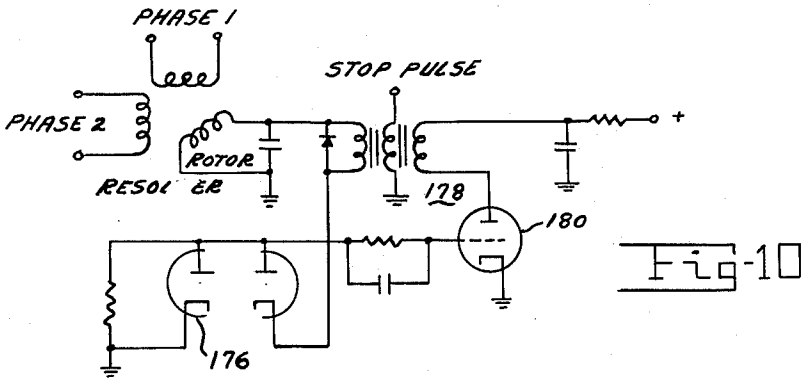 PHASE 1
STOP PULSE
PHASE 2
+
ROTOR
RESOL ER
178
180
176
Fig-10